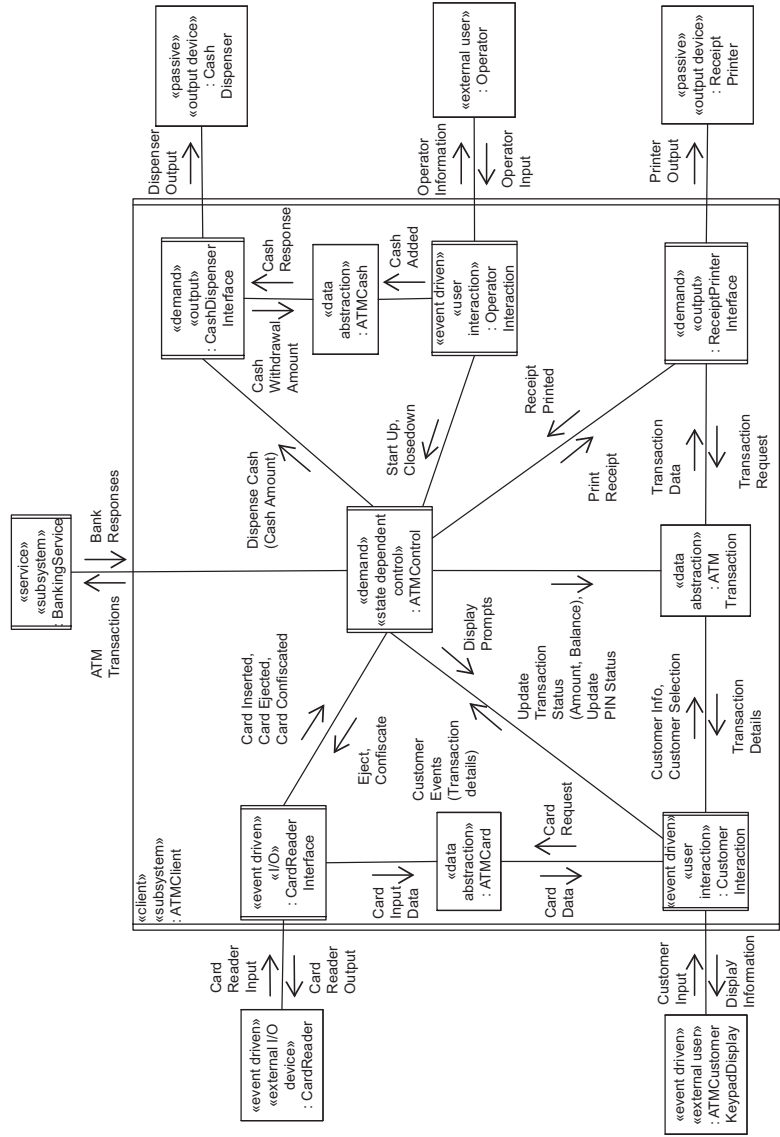 «service»
«subsystem»
: BankingService
ATM
Transactions
Bank
Responses
«client»
«subsystem»
: ATMClient
«event driven»
«external I/O
device»
: CardReader
Card
Reader
Input
Card
Reader
Output
«event driven»
«I/O»
: CardReader
Interface
Card Inserted,
Card Ejected,
Card Confiscated
Eject,
Confiscate
Card
Input
Data
«data
abstraction»
: ATMCard
Card
Request
Card
Data
«event driven»
«external user»
: ATMCustomer
KeypadDisplay
Customer
Input
Display
Information
«event driven»
«user
interaction»
: Customer
Interaction
Customer
Events
(Transaction
details)
Display
Prompts
Customer Info,
Customer Selection
Transaction
Details
«demand»
«state dependent
control»
: ATMControl
Update
Transaction
Status
(Amount, Balance),
Update
PIN Status
«data
abstraction»
: ATM
Transaction
Dispense Cash
(Cash Amount)
Start Up,
Closedown
Print
Receipt
Receipt
Printed
Transaction
Data
Transaction
Request
«demand»
«output»
: CashDispenser
Interface
Cash
Withdrawal
Amount
Cash
Response
«data
abstraction»
: ATMCash
Cash
Added
«event driven»
«user
interaction»
: Operator
Interaction
«demand»
«output»
: ReceiptPrinter
Interface
Dispenser
Output
«passive»
«output device»
: Cash
Dispenser
Operator
Information
Operator
Input
«external user»
: Operator
Printer
Output
«passive»
«output device»
: Receipt
Printer